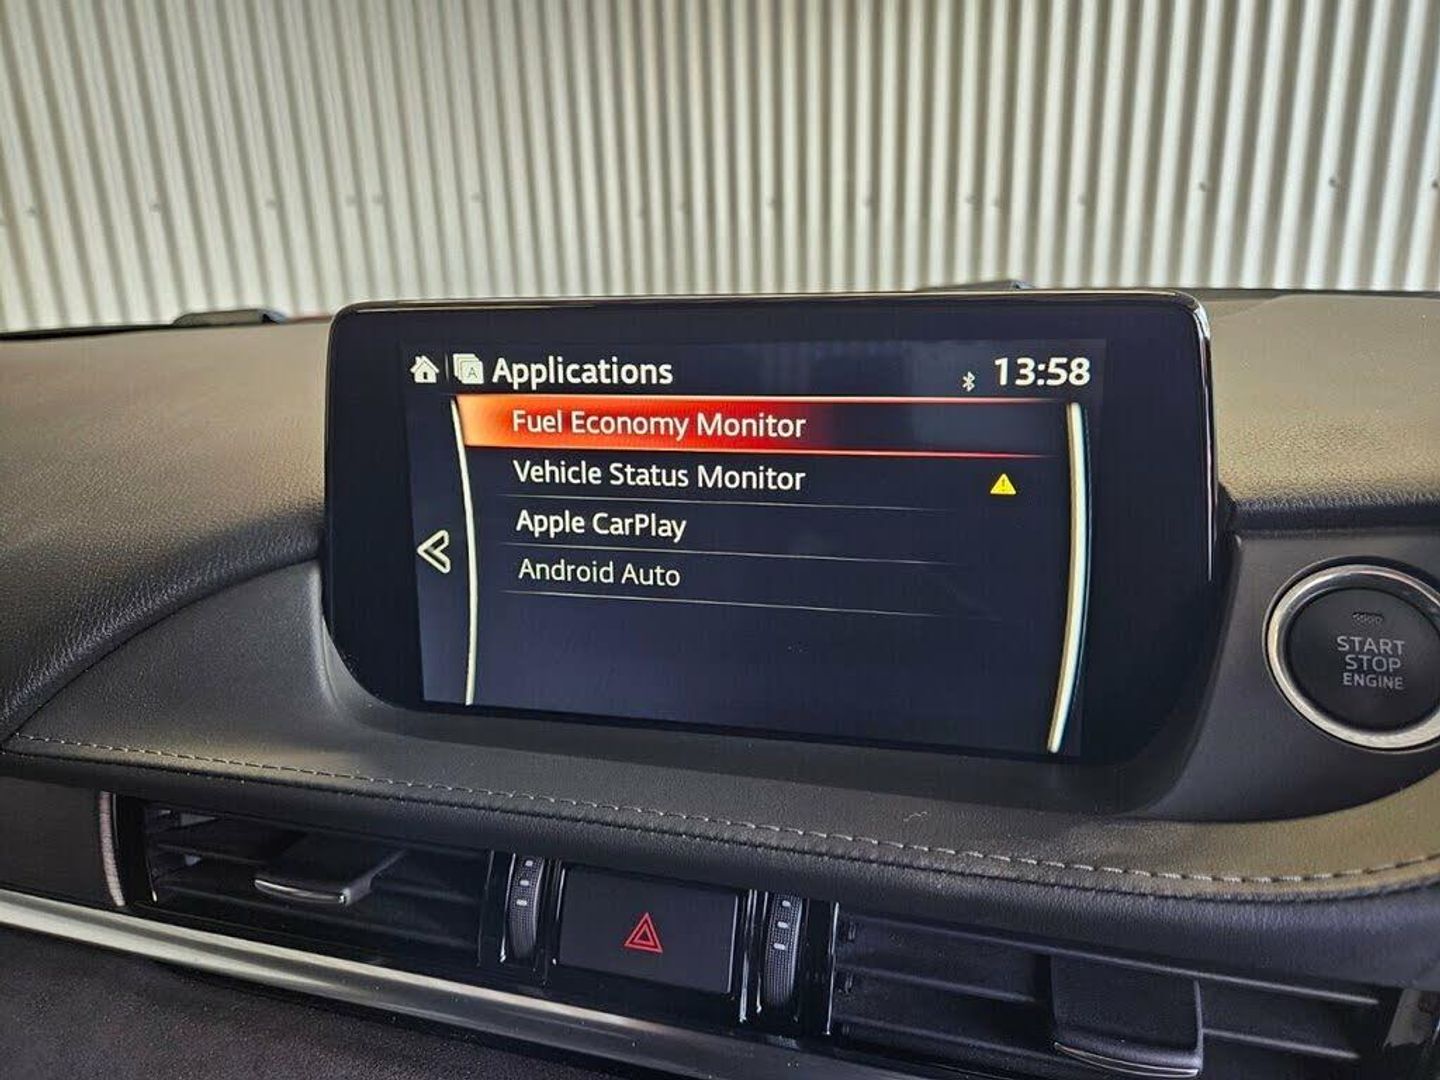 Applications
13:58
Fuel Economy Monitor
Vehicle Status Monitor
Apple CarPlay
Android Auto
START
STOP
ENGINE